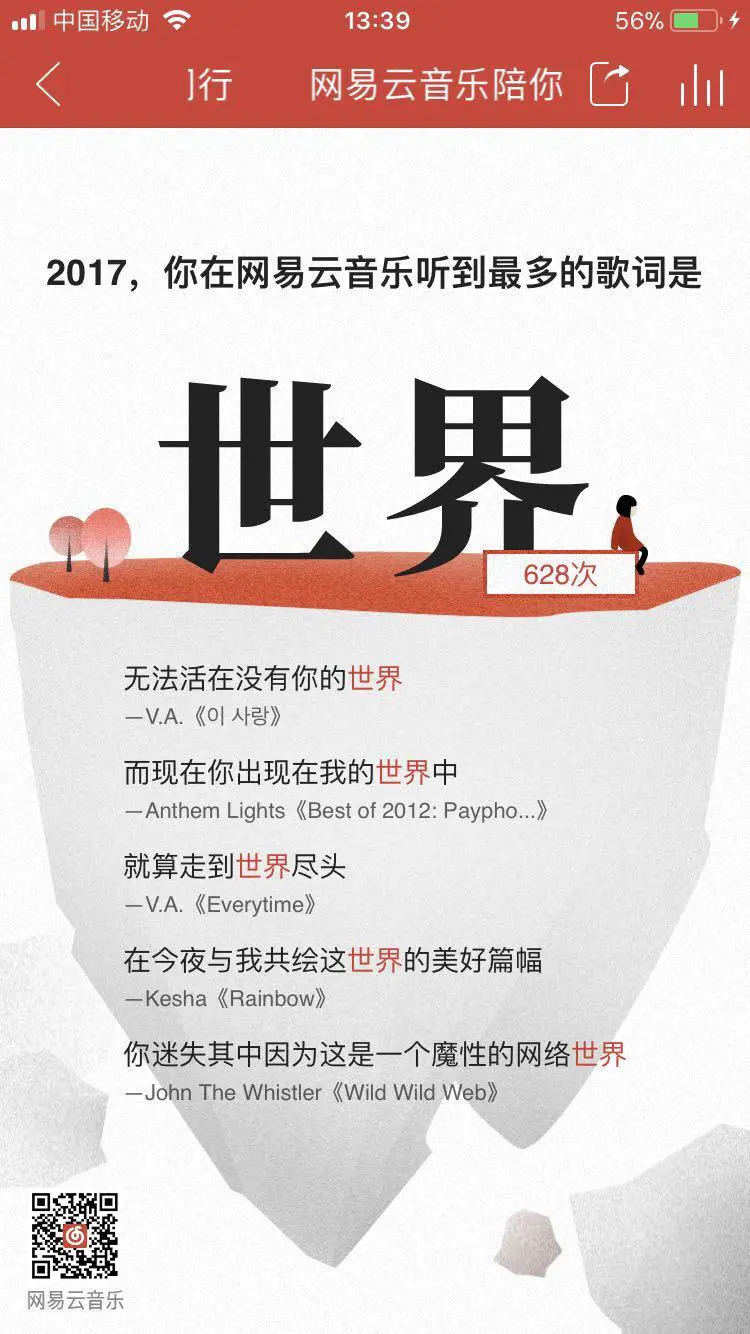 中国移动
13:39
56%
行
网易云音乐陪你
2017，你在网易云音乐听到最多的歌词是
世界
628次
无法活在没有你的世界
—V.A.《이 사랑》
而现在你出现在我的世界中
—Anthem Lights《Best of 2012: Paypho...》
就算走到世界尽头
—V.A.《Everytime》
在今夜与我共绘这世界的美好篇幅
—Kesha《Rainbow》
你迷失其中因为这是一个魔性的网络世界
—John The Whistler《Wild Wild Web》
网易云音乐